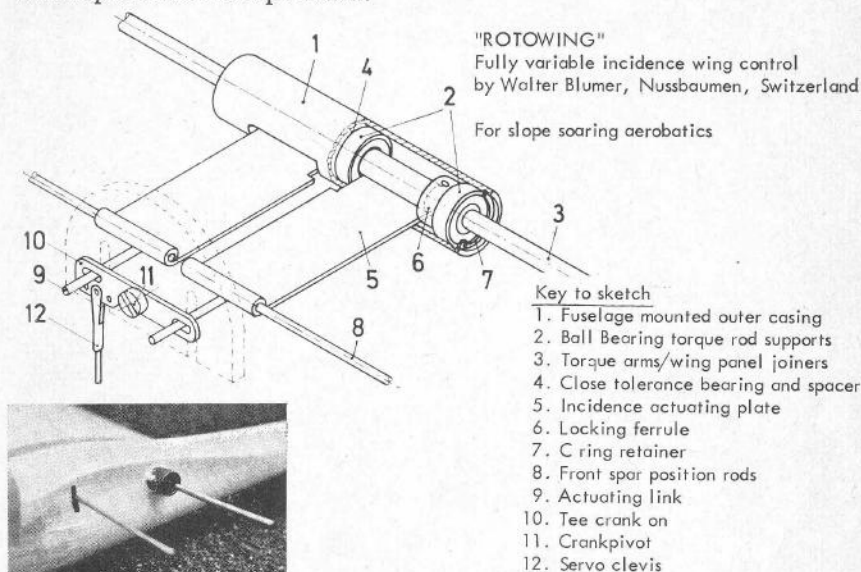 "ROTOWING"
Fully variable incidence wing control
by Walter Blumer, Nussbaumen, Switzerland
For slope soaring aerobatics
1
4
2
3
10
9
11
12
5
6
7
8
Key to sketch
1. Fuselage mounted outer casing
2. Ball Bearing torque rod supports
3. Torque arms/wing panel joiners
4. Close tolerance bearing and spacer
5. Incidence actuating plate
6. Locking ferrule
7. C ring retainer
8. Front spar position rods
9. Actuating link
10. Tee crank on
11. Crankpivot
12. Servo clevis